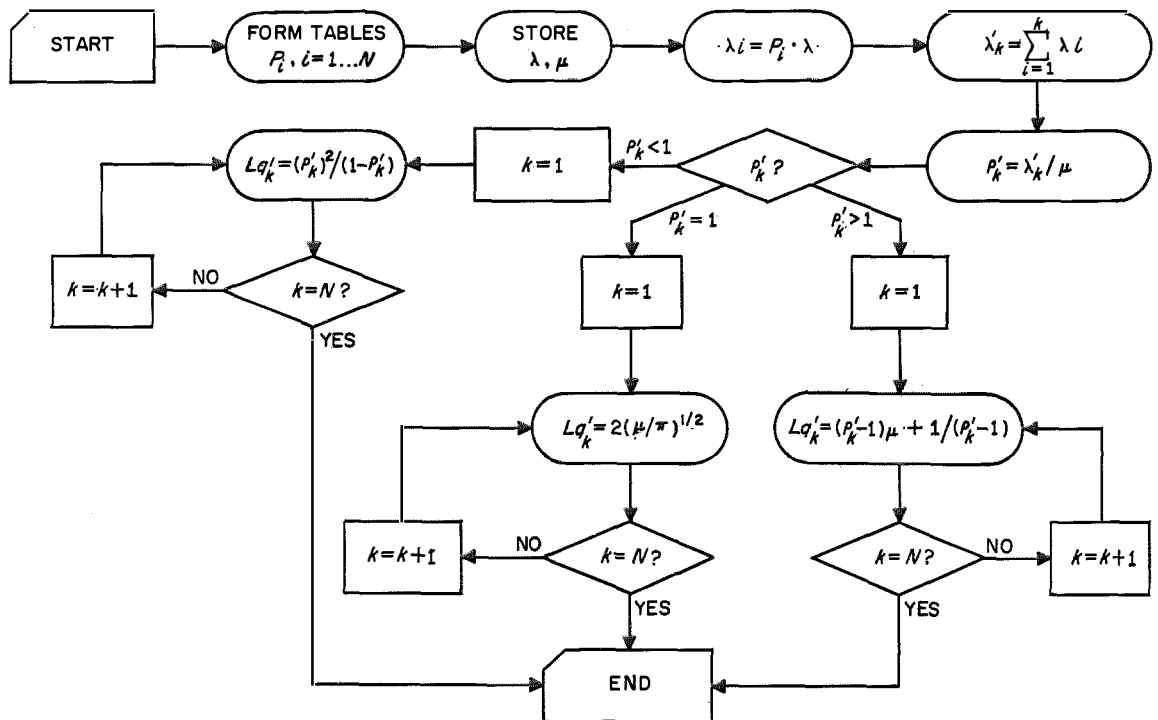 START
FORM TABLES
P_i, i=1...N
STORE
λ, μ
λi = P_i · λ
λ'_k = ∑_{i=1}^{k} λi
Lq'_k = (ρ'_k)²/(1-ρ'_k)
k=1
ρ'_k<1
ρ'_k ?
ρ'_k = λ'_k / μ
ρ'_k = 1
ρ'_k > 1
k=k+1
NO
k=N?
YES
k=1
k=1
Lq'_k = 2(μ/π)^{1/2}
Lq'_k = (ρ'_k-1)μ + 1/(ρ'_k-1)
k=k+1
NO
k=N?
YES
k=N?
NO
k=k+1
YES
END